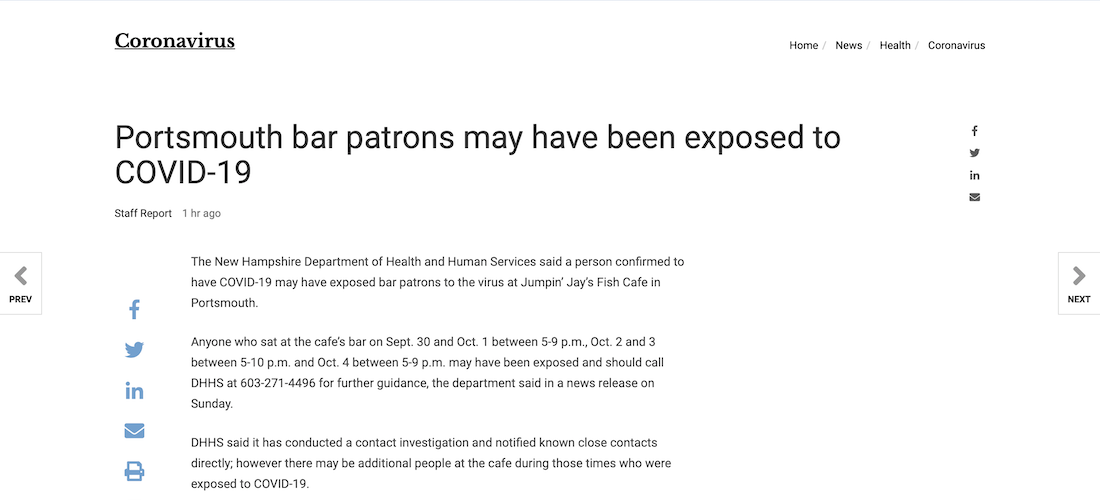 Coronavirus
Home / News / Health / Coronavirus
Portsmouth bar patrons may have been exposed to
COVID-19
Staff Report 1 hr ago
The New Hampshire Department of Health and Human Services said a person confirmed to
have COVID-19 may have exposed bar patrons to the virus at Jumpin’ Jay’s Fish Cafe in
Portsmouth.
PREV
NEXT
Anyone who sat at the cafe’s bar on Sept. 30 and Oct. 1 between 5-9 p.m., Oct. 2 and 3
between 5-10 p.m. and Oct. 4 between 5-9 p.m. may have been exposed and should call
DHHS at 603-271-4496 for further guidance, the department said in a news release on
Sunday.
DHHS said it has conducted a contact investigation and notified known close contacts
directly; however there may be additional people at the cafe during those times who were
exposed to COVID-19.